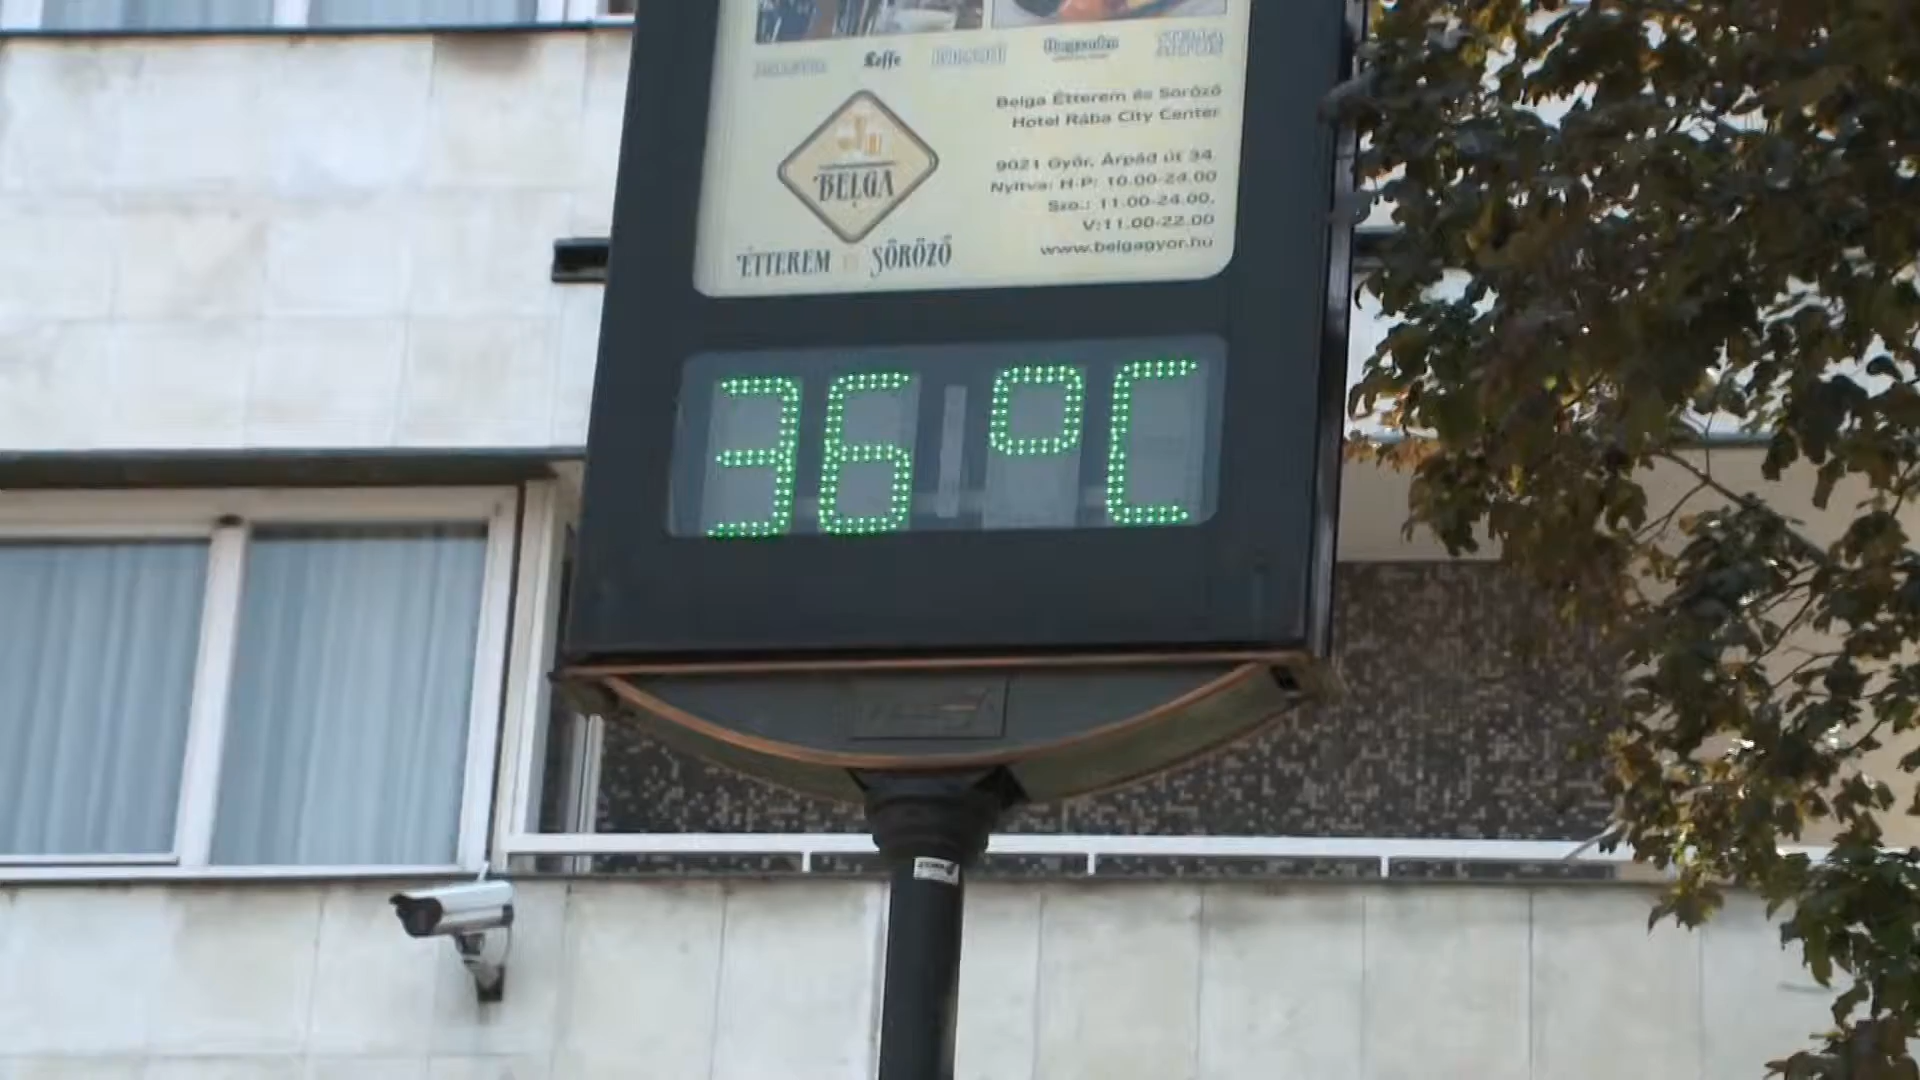 Leffe
Belga Étterem és Söröző
Hotel Rába City Center
9021 Győr, Árpád út 34.
Nyitva: H-P: 10.00-24.00
Szo.: 11.00-24.00,
V:11.00-22.00
www.belgagyor.hu
BELGA
ÉTTEREM ÉS SÖRÖZŐ
36°C